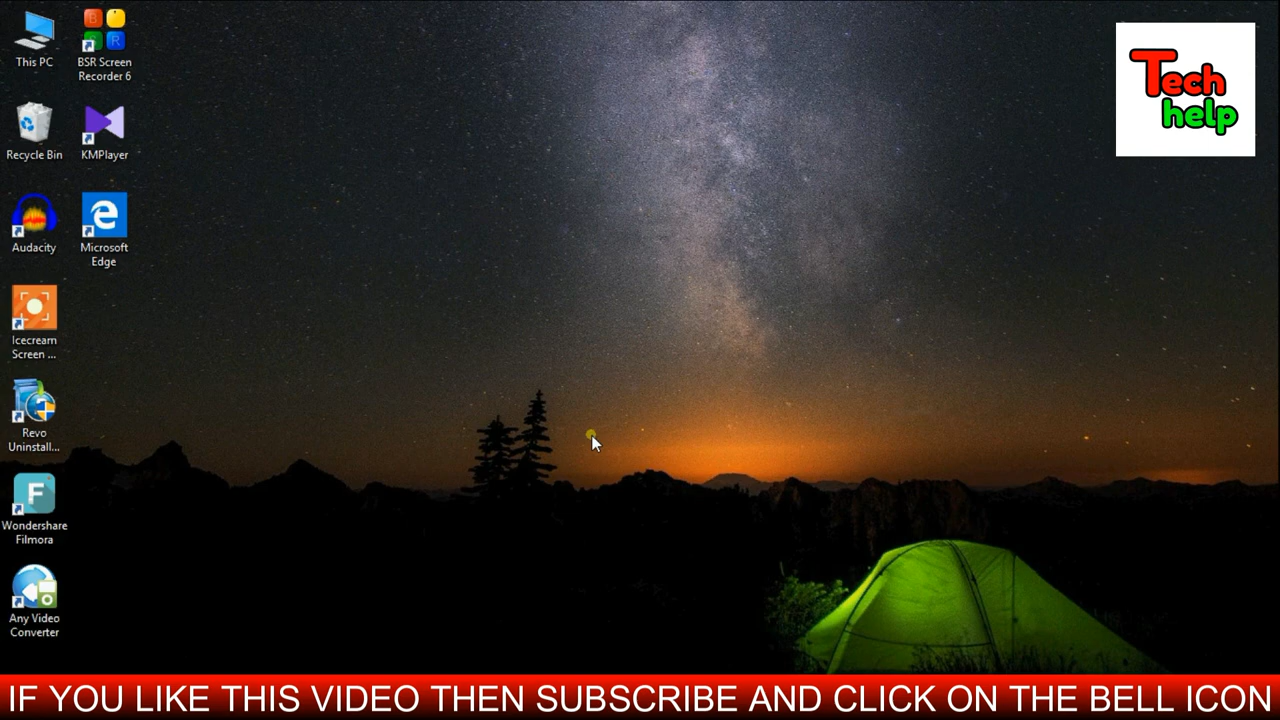 This PC
BSR Screen
Recorder 6
Recycle Bin
KMPlayer
Audacity
Microsoft
Edge
Icecream
Screen ...
Revo
Uninstall...
Wondershare
Filmora
Any Video
Converter
B
S R
F
Tech
help
IF YOU LIKE THIS VIDEO THEN SUBSCRIBE AND CLICK ON THE BELL ICON